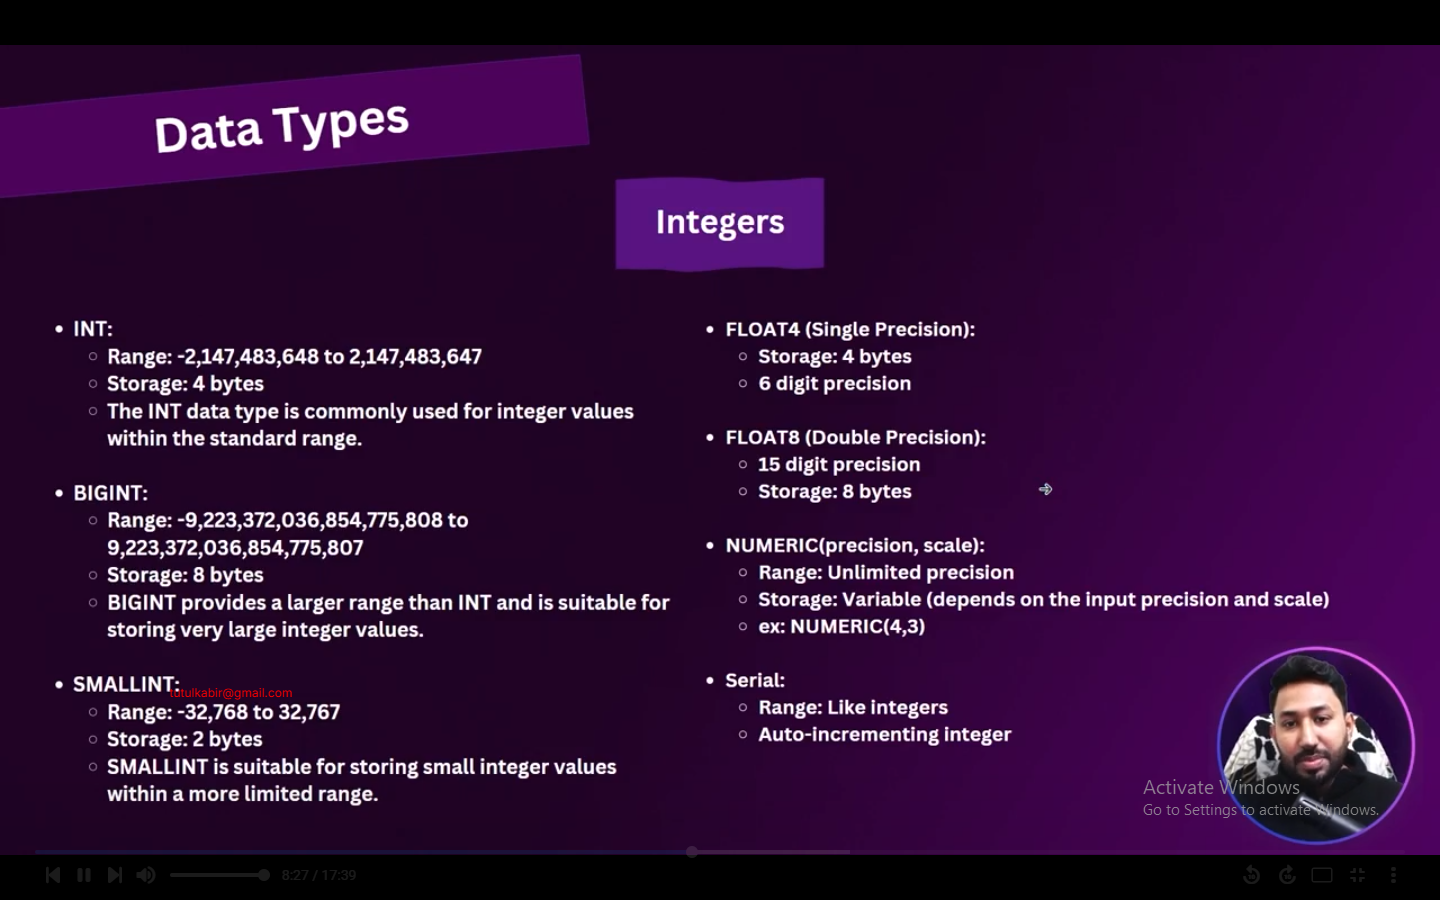 Data Types
Integers
INT:
Range: -2,147,483,648 to 2,147,483,647
Storage: 4 bytes
The INT data type is commonly used for integer values
within the standard range.
BIGINT:
Range: -9,223,372,036,854,775,808 to
9,223,372,036,854,775,807
Storage: 8 bytes
BIGINT provides a larger range than INT and is suitable for
storing very large integer values.
SMALLINT:
totulkabir@gmail.com
Range: -32,768 to 32,767
Storage: 2 bytes
SMALLINT is suitable for storing small integer values
within a more limited range.
FLOAT4 (Single Precision):
Storage: 4 bytes
6 digit precision
FLOAT8 (Double Precision):
15 digit precision
Storage: 8 bytes
NUMERIC(precision, scale):
Range: Unlimited precision
Storage: Variable (depends on the input precision and scale)
ex: NUMERIC(4,3)
Serial:
Range: Like integers
Auto-incrementing integer
Activate Windows
Go to Settings to activate Windows.
8:27 / 17:39